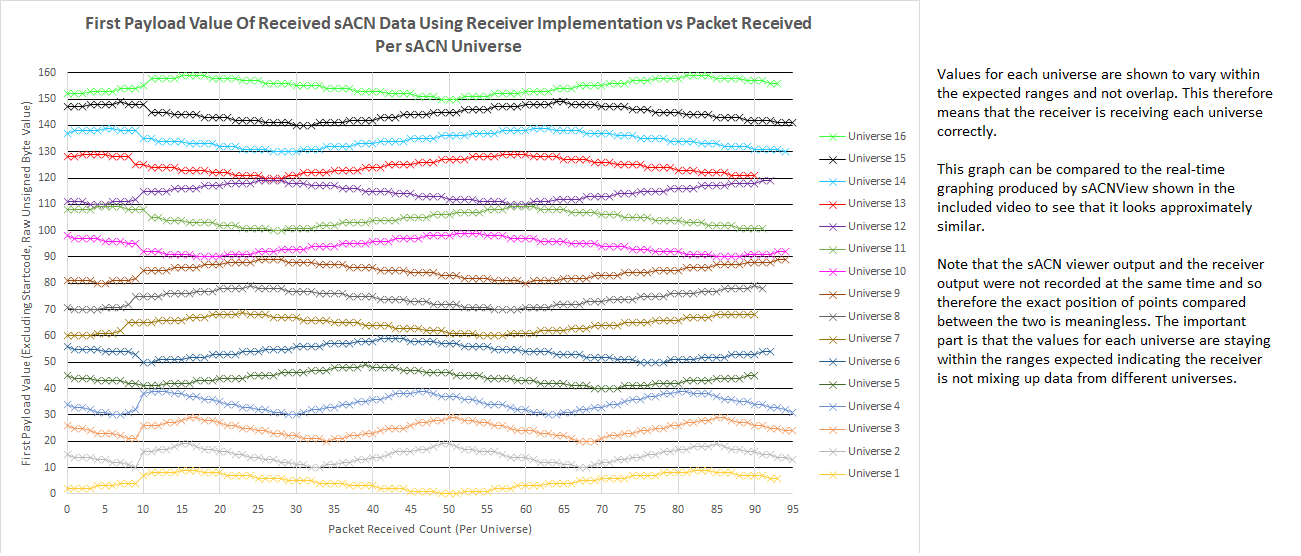 First Payload Value Of Received sACN Data Using Receiver Implementation vs Packet Received
Per sACN Universe
First Payload Value (Excluding Startcode, Raw Unsigned Byte Value)
160
150
140
130
120
110
100
90
80
70
60
50
40
30
20
10
0
0 5 10 15 20 25 30 35 40 45 50 55 60 65 70 75 80 85 90 95
Packet Received Count (Per Universe)
Universe 16
Universe 15
Universe 14
Universe 13
Universe 12
Universe 11
Universe 10
Universe 9
Universe 8
Universe 7
Universe 6
Universe 5
Universe 4
Universe 3
Universe 2
Universe 1
Values for each universe are shown to vary within
the expected ranges and not overlap. This therefore
means that the receiver is receiving each universe
correctly.
This graph can be compared to the real-time
graphing produced by sACNView shown in the
included video to see that it looks approximately
similar.
Note that the sACN viewer output and the receiver
output were not recorded at the same time and so
therefore the exact position of points compared
between the two is meaningless. The important
part is that the values for each universe are staying
within the ranges expected indicating the receiver
is not mixing up data from different universes.